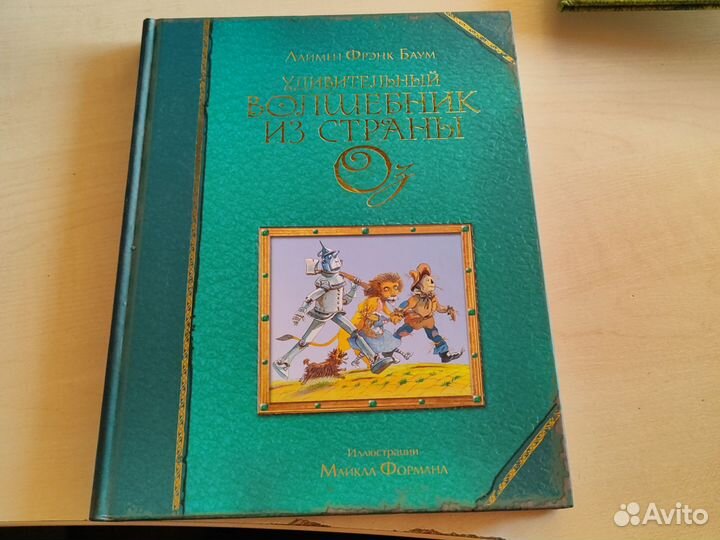 Лаймен Фрэнк Баум
Удивительный
Волшебник
из страны
Оз
Иллюстрации
Майкла Формана
Avito